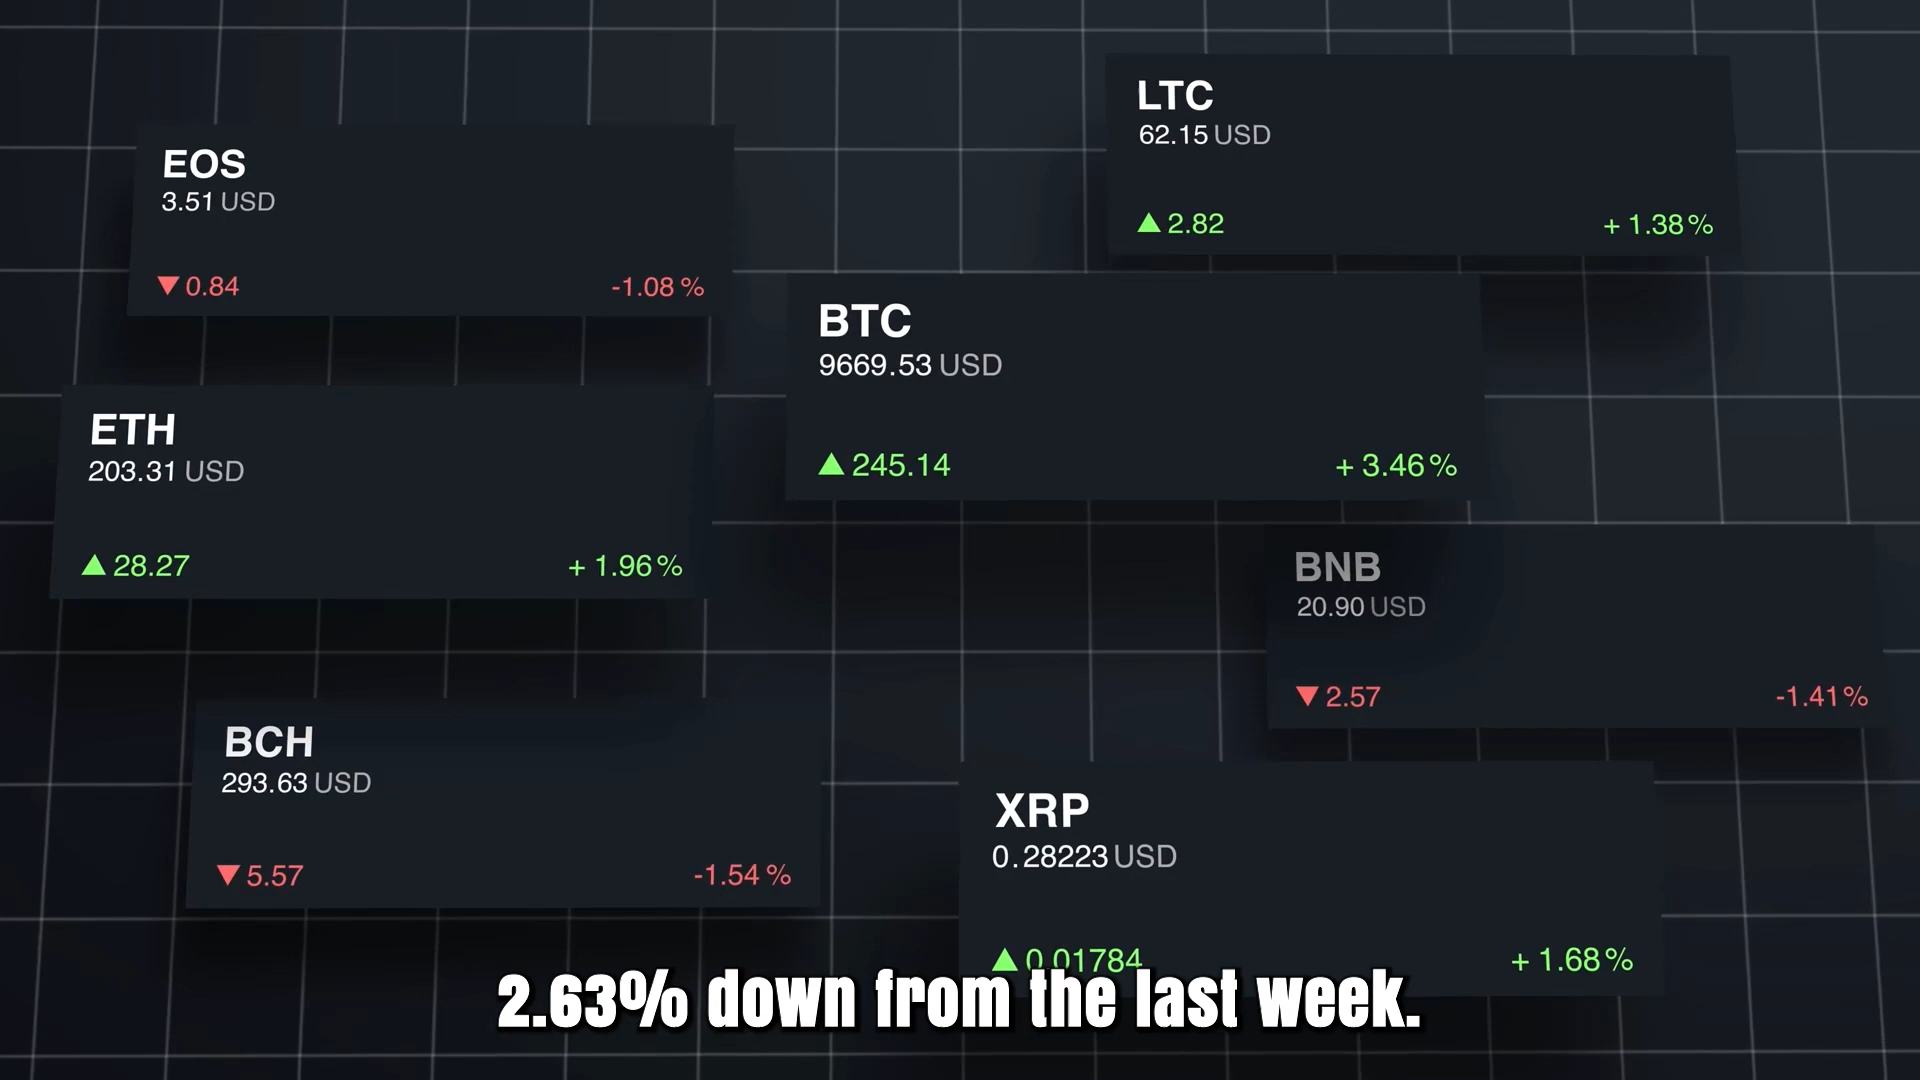 EOS
3.51 USD
▼ 0.84 -1.08 %
LTC
62.15 USD
▲ 2.82 + 1.38 %
BTC
9669.53 USD
▲ 245.14 + 3.46 %
ETH
203.31 USD
▲ 28.27 + 1.96 %
BNB
20.90 USD
▼ 2.57 -1.41 %
BCH
293.63 USD
▼ 5.57 -1.54 %
XRP
0.28223 USD
▲ 0.01784 + 1.68 %
2.63% down from the last week.